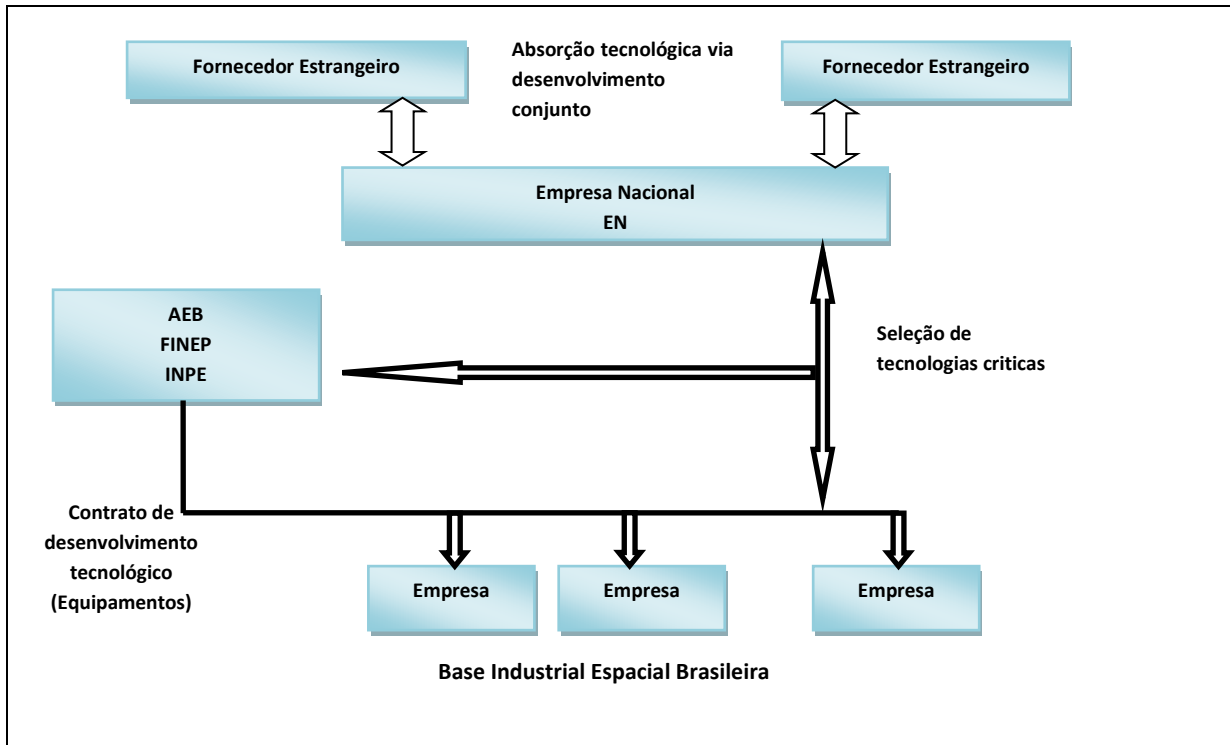 Fornecedor Estrangeiro
Absorção tecnológica via
desenvolvimento
conjunto
Fornecedor Estrangeiro
Empresa Nacional
EN
AEB
FINEP
INPE
Seleção de
tecnologias criticas
Contrato de
desenvolvimento
tecnológico
(Equipamentos)
Empresa
Empresa
Empresa
Base Industrial Espacial Brasileira